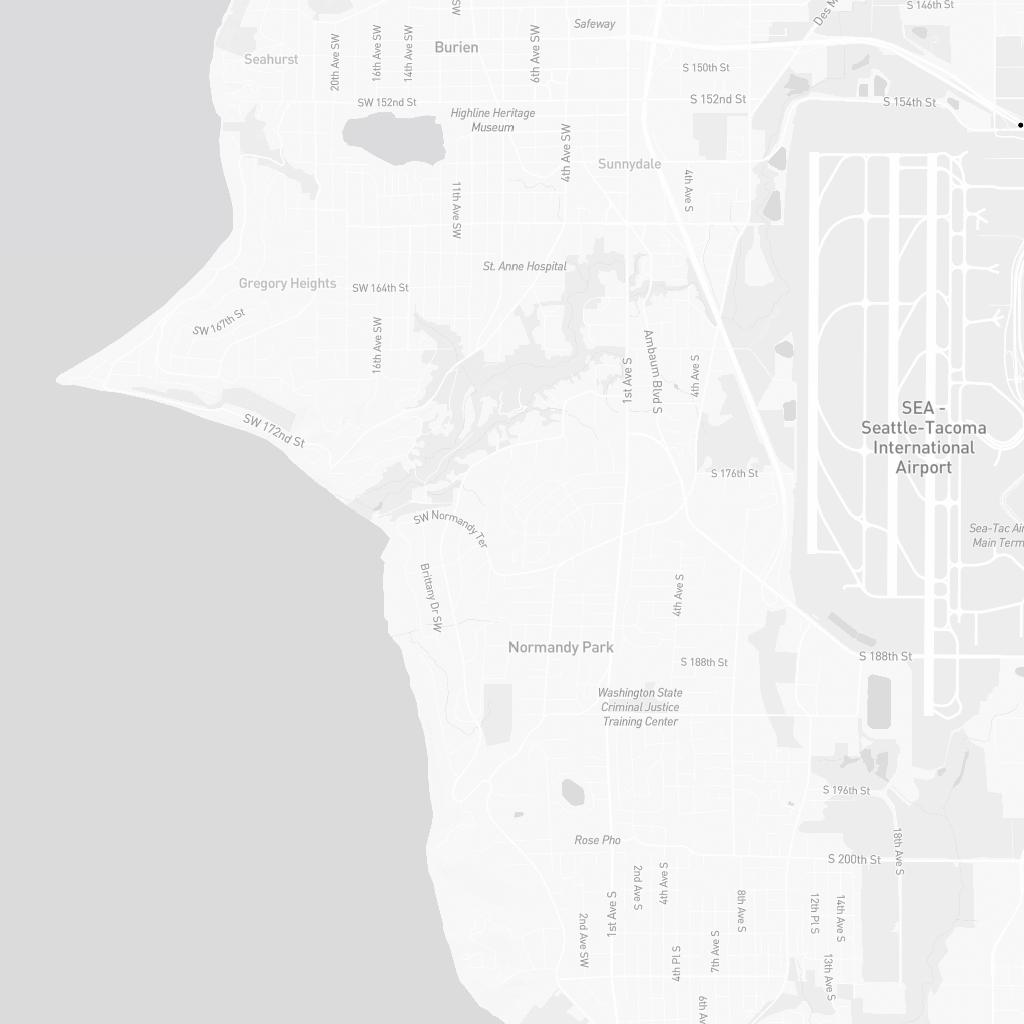 SW
Des M
S 146th St
Safeway
20th Ave SW
16th Ave SW
14th Ave SW
Burien
6th Ave SW
Seahurst
S 150th St
SW 152nd St
S 152nd St
S 154th St
Highline Heritage
Museum
4th Ave SW
Sunnydale
4th Ave S
11th Ave SW
St. Anne Hospital
Gregory Heights
SW 164th St
SW 167th St
16th Ave SW
1st Ave S
Ambaum Blvd S
4th Ave S
SEA -
Seattle-Tacoma
International
Airport
SW 172nd St
S 176th St
SW Normandy Ter
Sea-Tac Air
Main Term
Brittany Dr SW
4th Ave S
Normandy Park
S 188th St
S 188th St
Washington State
Criminal Justice
Training Center
S 196th St
Rose Pho
18th Ave S
S 200th St
2nd Ave S
4th Ave S
1st Ave S
8th Ave S
12th Pl S
14th Ave S
2nd Ave SW
7th Ave S
4th Pl S
13th Ave S
6th Av